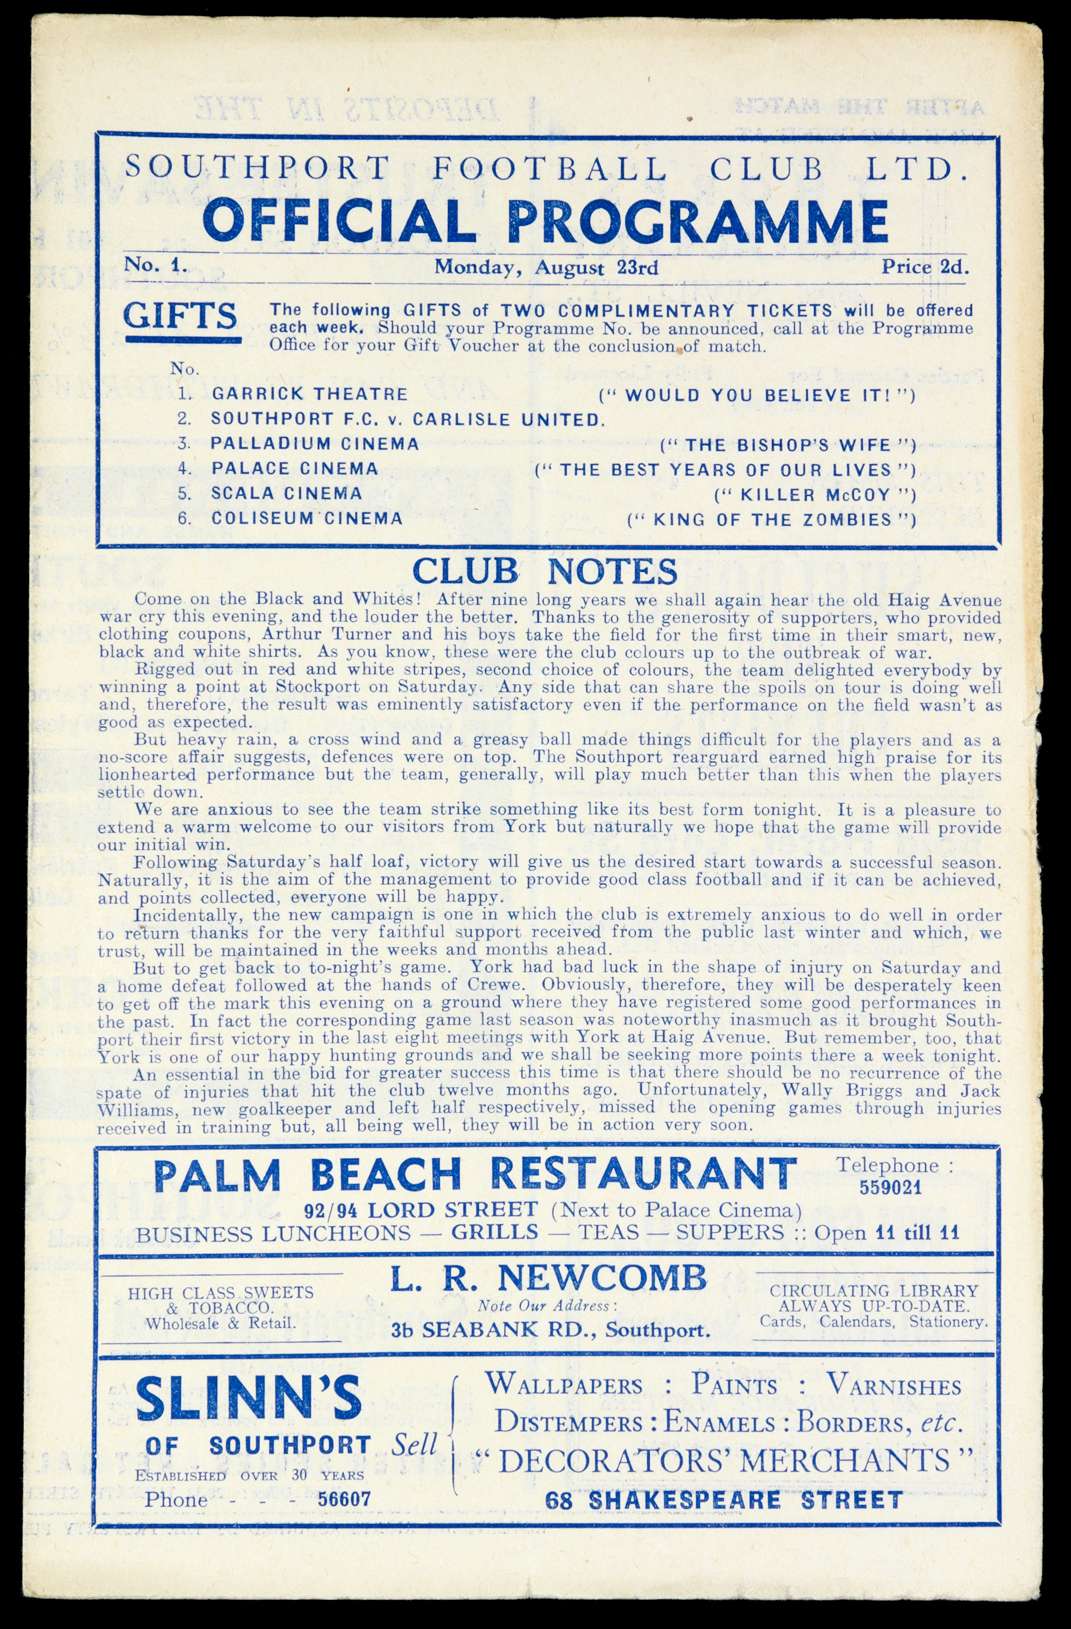 SOUTHPORT FOOTBALL CLUB LTD.
OFFICIAL PROGRAMME
No. 1. Monday, August 23rd Price 2d.
GIFTS The following GIFTS of TWO COMPLIMENTARY TICKETS will be offered
each week. Should your Programme No. be announced, call at the Programme
Office for your Gift Voucher at the conclusion of match.
No.
1. GARRICK THEATRE (" WOULD YOU BELIEVE IT! ")
2. SOUTHPORT F.C. v. CARLISLE UNITED.
3. PALLADIUM CINEMA (" THE BISHOP'S WIFE ")
4. PALACE CINEMA (" THE BEST YEARS OF OUR LIVES ")
5. SCALA CINEMA (" KILLER McCOY ")
6. COLISEUM CINEMA (" KING OF THE ZOMBIES ")
CLUB NOTES
Come on the Black and Whites! After nine long years we shall again hear the old Haig Avenue
war cry this evening, and the louder the better. Thanks to the generosity of supporters, who provided
clothing coupons, Arthur Turner and his boys take the field for the first time in their smart, new,
black and white shirts. As you know, these were the club colours up to the outbreak of war.
Rigged out in red and white stripes, second choice of colours, the team delighted everybody by
winning a point at Stockport on Saturday. Any side that can share the spoils on tour is doing well
and, therefore, the result was eminently satisfactory even if the performance on the field wasn't as
good as expected.
But heavy rain, a cross wind and a greasy ball made things difficult for the players and as a
no-score affair suggests, defences were on top. The Southport rearguard earned high praise for its
lionhearted performance but the team, generally, will play much better than this when the players
settle down.
We are anxious to see the team strike something like its best form tonight. It is a pleasure to
extend a warm welcome to our visitors from York but naturally we hope that the game will provide
our initial win.
Following Saturday's half loaf, victory will give us the desired start towards a successful season.
Naturally, it is the aim of the management to provide good class football and if it can be achieved,
and points collected, everyone will be happy.
Incidentally, the new campaign is one in which the club is extremely anxious to do well in order
to return thanks for the very faithful support received from the public last winter and which, we
trust, will be maintained in the weeks and months ahead.
But to get back to to-night's game. York had bad luck in the shape of injury on Saturday and
a home defeat followed at the hands of Crewe. Obviously, therefore, they will be desperately keen
to get off the mark this evening on a ground where they have registered some good performances in
the past. In fact the corresponding game last season was noteworthy inasmuch as it brought South-
port their first victory in the last eight meetings with York at Haig Avenue. But remember, too, that
York is one of our happy hunting grounds and we shall be seeking more points there a week tonight.
An essential in the bid for greater success this time is that there should be no recurrence of the
spate of injuries that hit the club twelve months ago. Unfortunately, Wally Briggs and Jack
Williams, new goalkeeper and left half respectively, missed the opening games through injuries
received in training but, all being well, they will be in action very soon.
PALM BEACH RESTAURANT Telephone :
559021
92/94 LORD STREET (Next to Palace Cinema)
BUSINESS LUNCHEONS — GRILLS — TEAS — SUPPERS :: Open 11 till 11
HIGH CLASS SWEETS
& TOBACCO.
Wholesale & Retail.
L. R. NEWCOMB
Note Our Address :
3b SEABANK RD., Southport.
CIRCULATING LIBRARY
ALWAYS UP-TO-DATE.
Cards, Calendars, Stationery.
SLINN'S
OF SOUTHPORT
ESTABLISHED OVER 30 YEARS
Phone - - - 56607
Sell
WALLPAPERS : PAINTS : VARNISHES
DISTEMPERS : ENAMELS : BORDERS, etc.
" DECORATORS' MERCHANTS "
68 SHAKESPEARE STREET